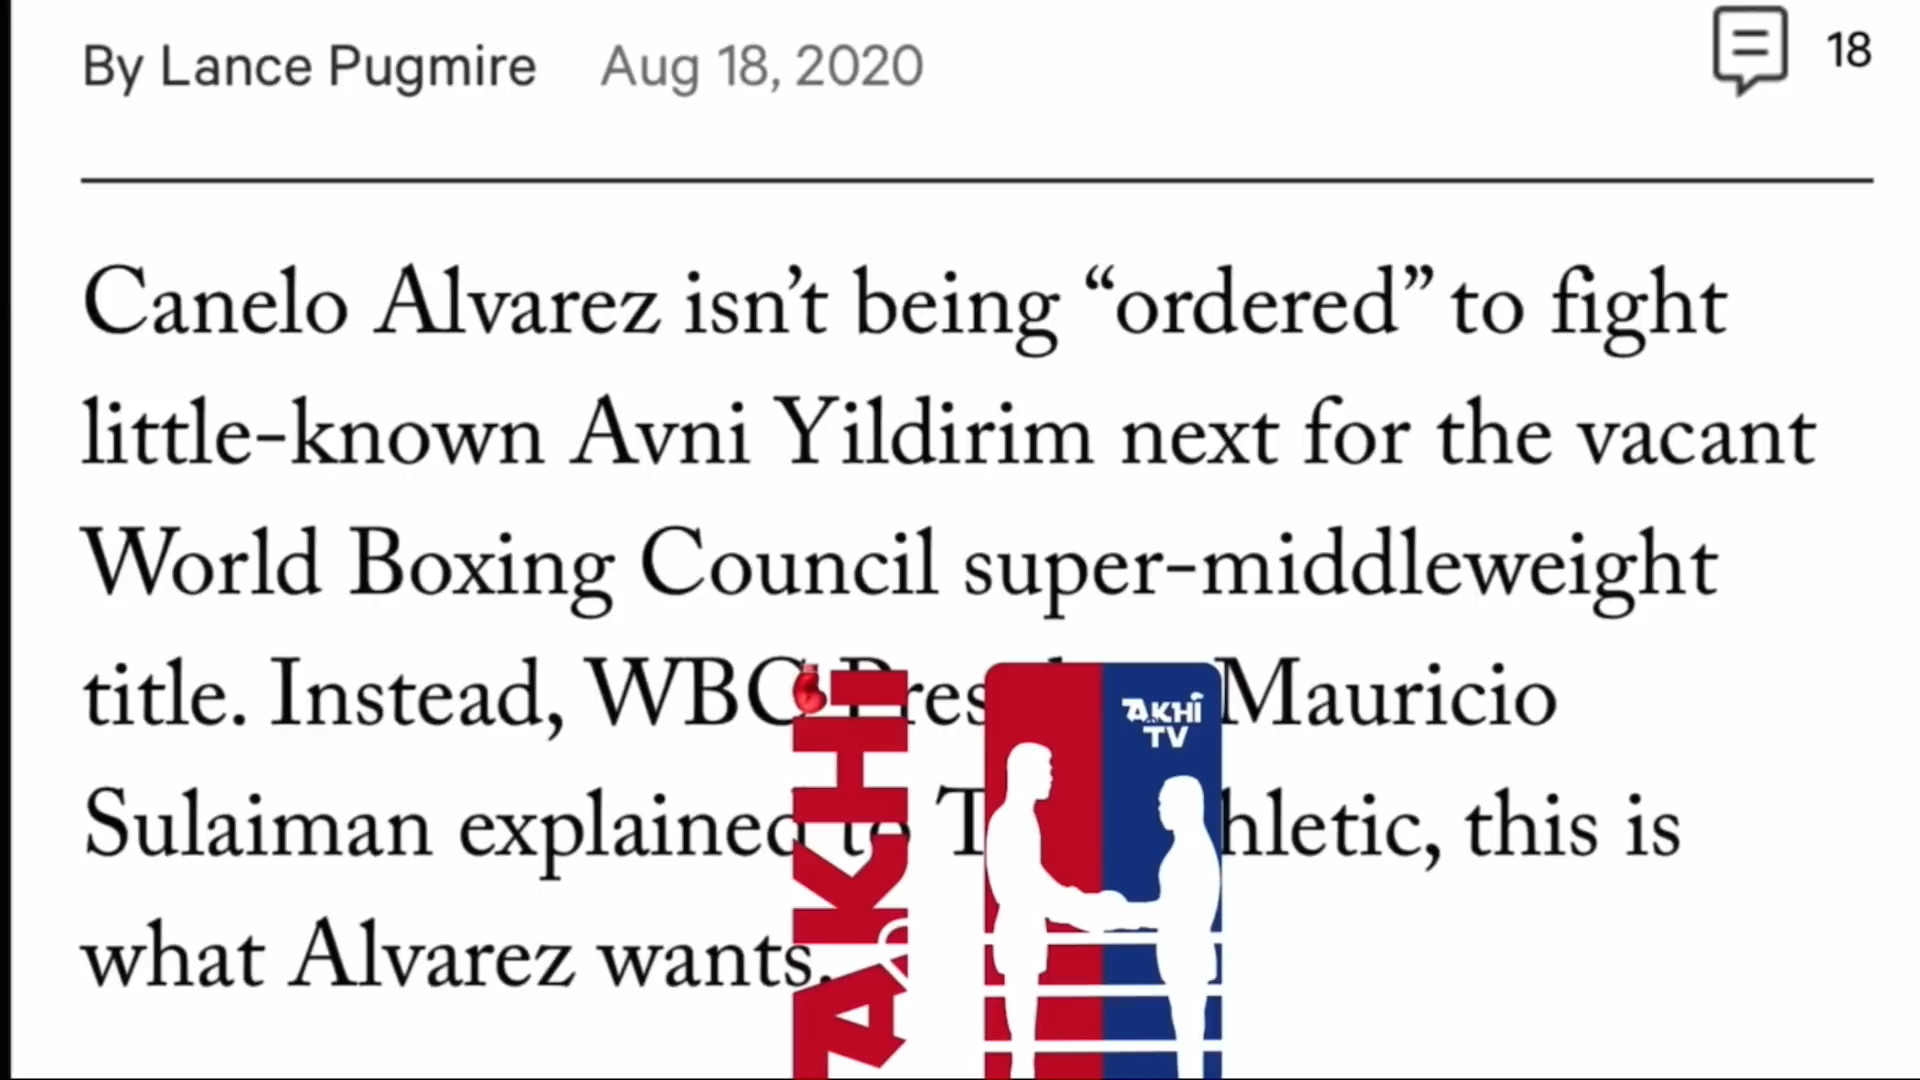 By Lance Pugmire Aug 18, 2020 18
Canelo Alvarez isn’t being “ordered” to fight
little-known Avni Yildirim next for the vacant
World Boxing Council super-middleweight
title. Instead, Mauricio
Sulaiman explained to this is
what Alvarez wants.
AKHI
AKHI
TV